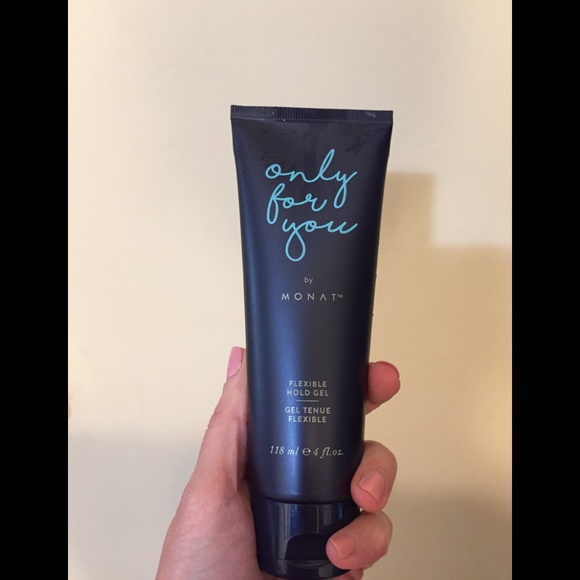 only
for
you
by
MONAT™
FLEXIBLE
HOLD GEL
GEL TENUE
FLEXIBLE
118 ml ℮ 4 fl.oz.